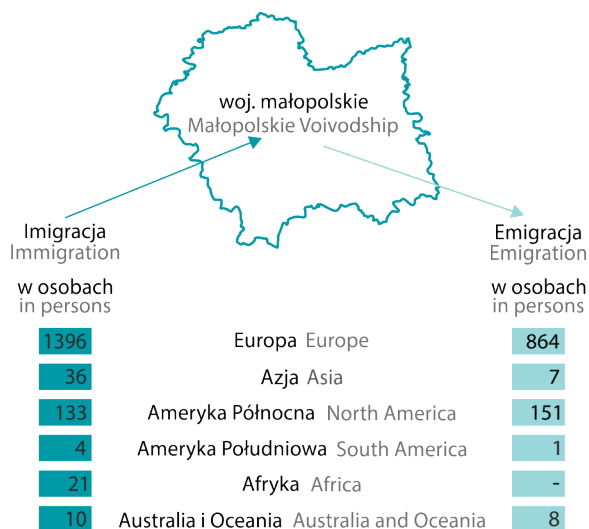 woj. małopolskie
Małopolskie Voivodship
Imigracja
Immigration
w osobach
in persons
Emigracja
Emigration
w osobach
in persons
1396 Europa Europe 864
36 Azja Asia 7
133 Ameryka Północna North America 151
4 Ameryka Południowa South America 1
21 Afryka Africa -
10 Australia i Oceania Australia and Oceania 8